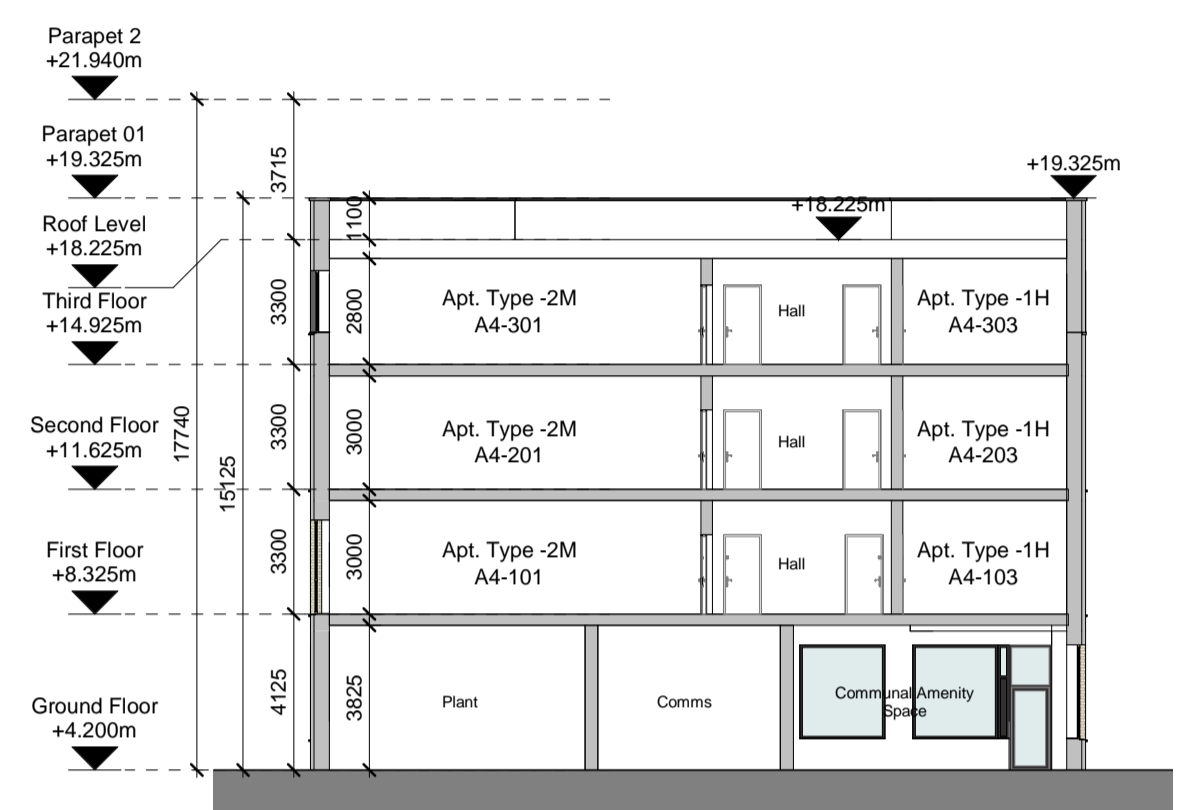 Parapet 2
+21.940m
Parapet 01
+19.325m
Roof Level
+18.225m
Third Floor
+14.925m
Second Floor
+11.625m
First Floor
+8.325m
Ground Floor
+4.200m
17740
15125
3715
3300
3300
3300
4125
1100
2800
3000
3000
3825
+19.325m
+18.225m
Apt. Type -2M
A4-301
Hall
Apt. Type -1H
A4-303
Apt. Type -2M
A4-201
Hall
Apt. Type -1H
A4-203
Apt. Type -2M
A4-101
Hall
Apt. Type -1H
A4-103
Plant
Comms
Communal Amenity
Space